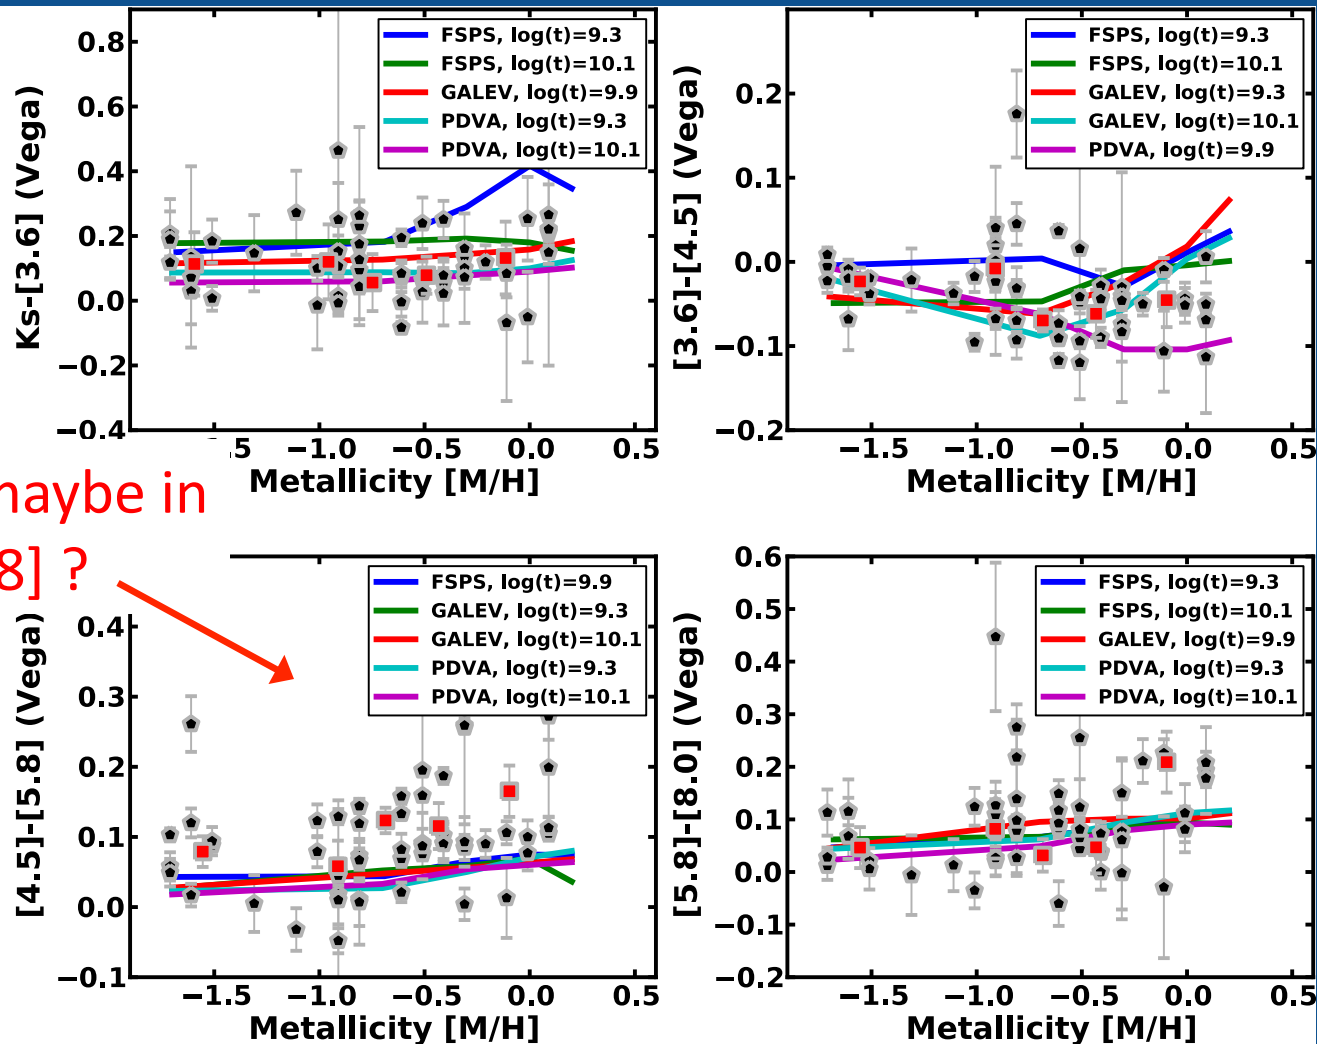 0.8
0.6
0.4
0.2
0.0
−0.2
−0.4
Ks-[3.6] (Vega)
FSPS, log(t)=9.3
FSPS, log(t)=10.1
GALEV, log(t)=9.9
PDVA, log(t)=9.3
PDVA, log(t)=10.1
−1.0
−0.5
0.0
0.5
Metallicity [M/H]
0.2
0.1
0.0
−0.1
−0.2
[3.6]-[4.5] (Vega)
FSPS, log(t)=9.3
FSPS, log(t)=10.1
GALEV, log(t)=9.3
GALEV, log(t)=10.1
PDVA, log(t)=9.9
−1.5
−1.0
−0.5
0.0
0.5
Metallicity [M/H]
maybe in
8] ?
0.4
0.3
0.2
0.1
0.0
−0.1
[4.5]-[5.8] (Vega)
FSPS, log(t)=9.9
GALEV, log(t)=9.3
GALEV, log(t)=10.1
PDVA, log(t)=9.3
PDVA, log(t)=10.1
−1.5
−1.0
−0.5
0.0
0.5
Metallicity [M/H]
0.6
0.5
0.4
0.3
0.2
0.1
0.0
−0.1
−0.2
[5.8]-[8.0] (Vega)
FSPS, log(t)=9.3
FSPS, log(t)=10.1
GALEV, log(t)=9.9
PDVA, log(t)=9.3
PDVA, log(t)=10.1
−1.5
−1.0
−0.5
0.0
0.5
Metallicity [M/H]